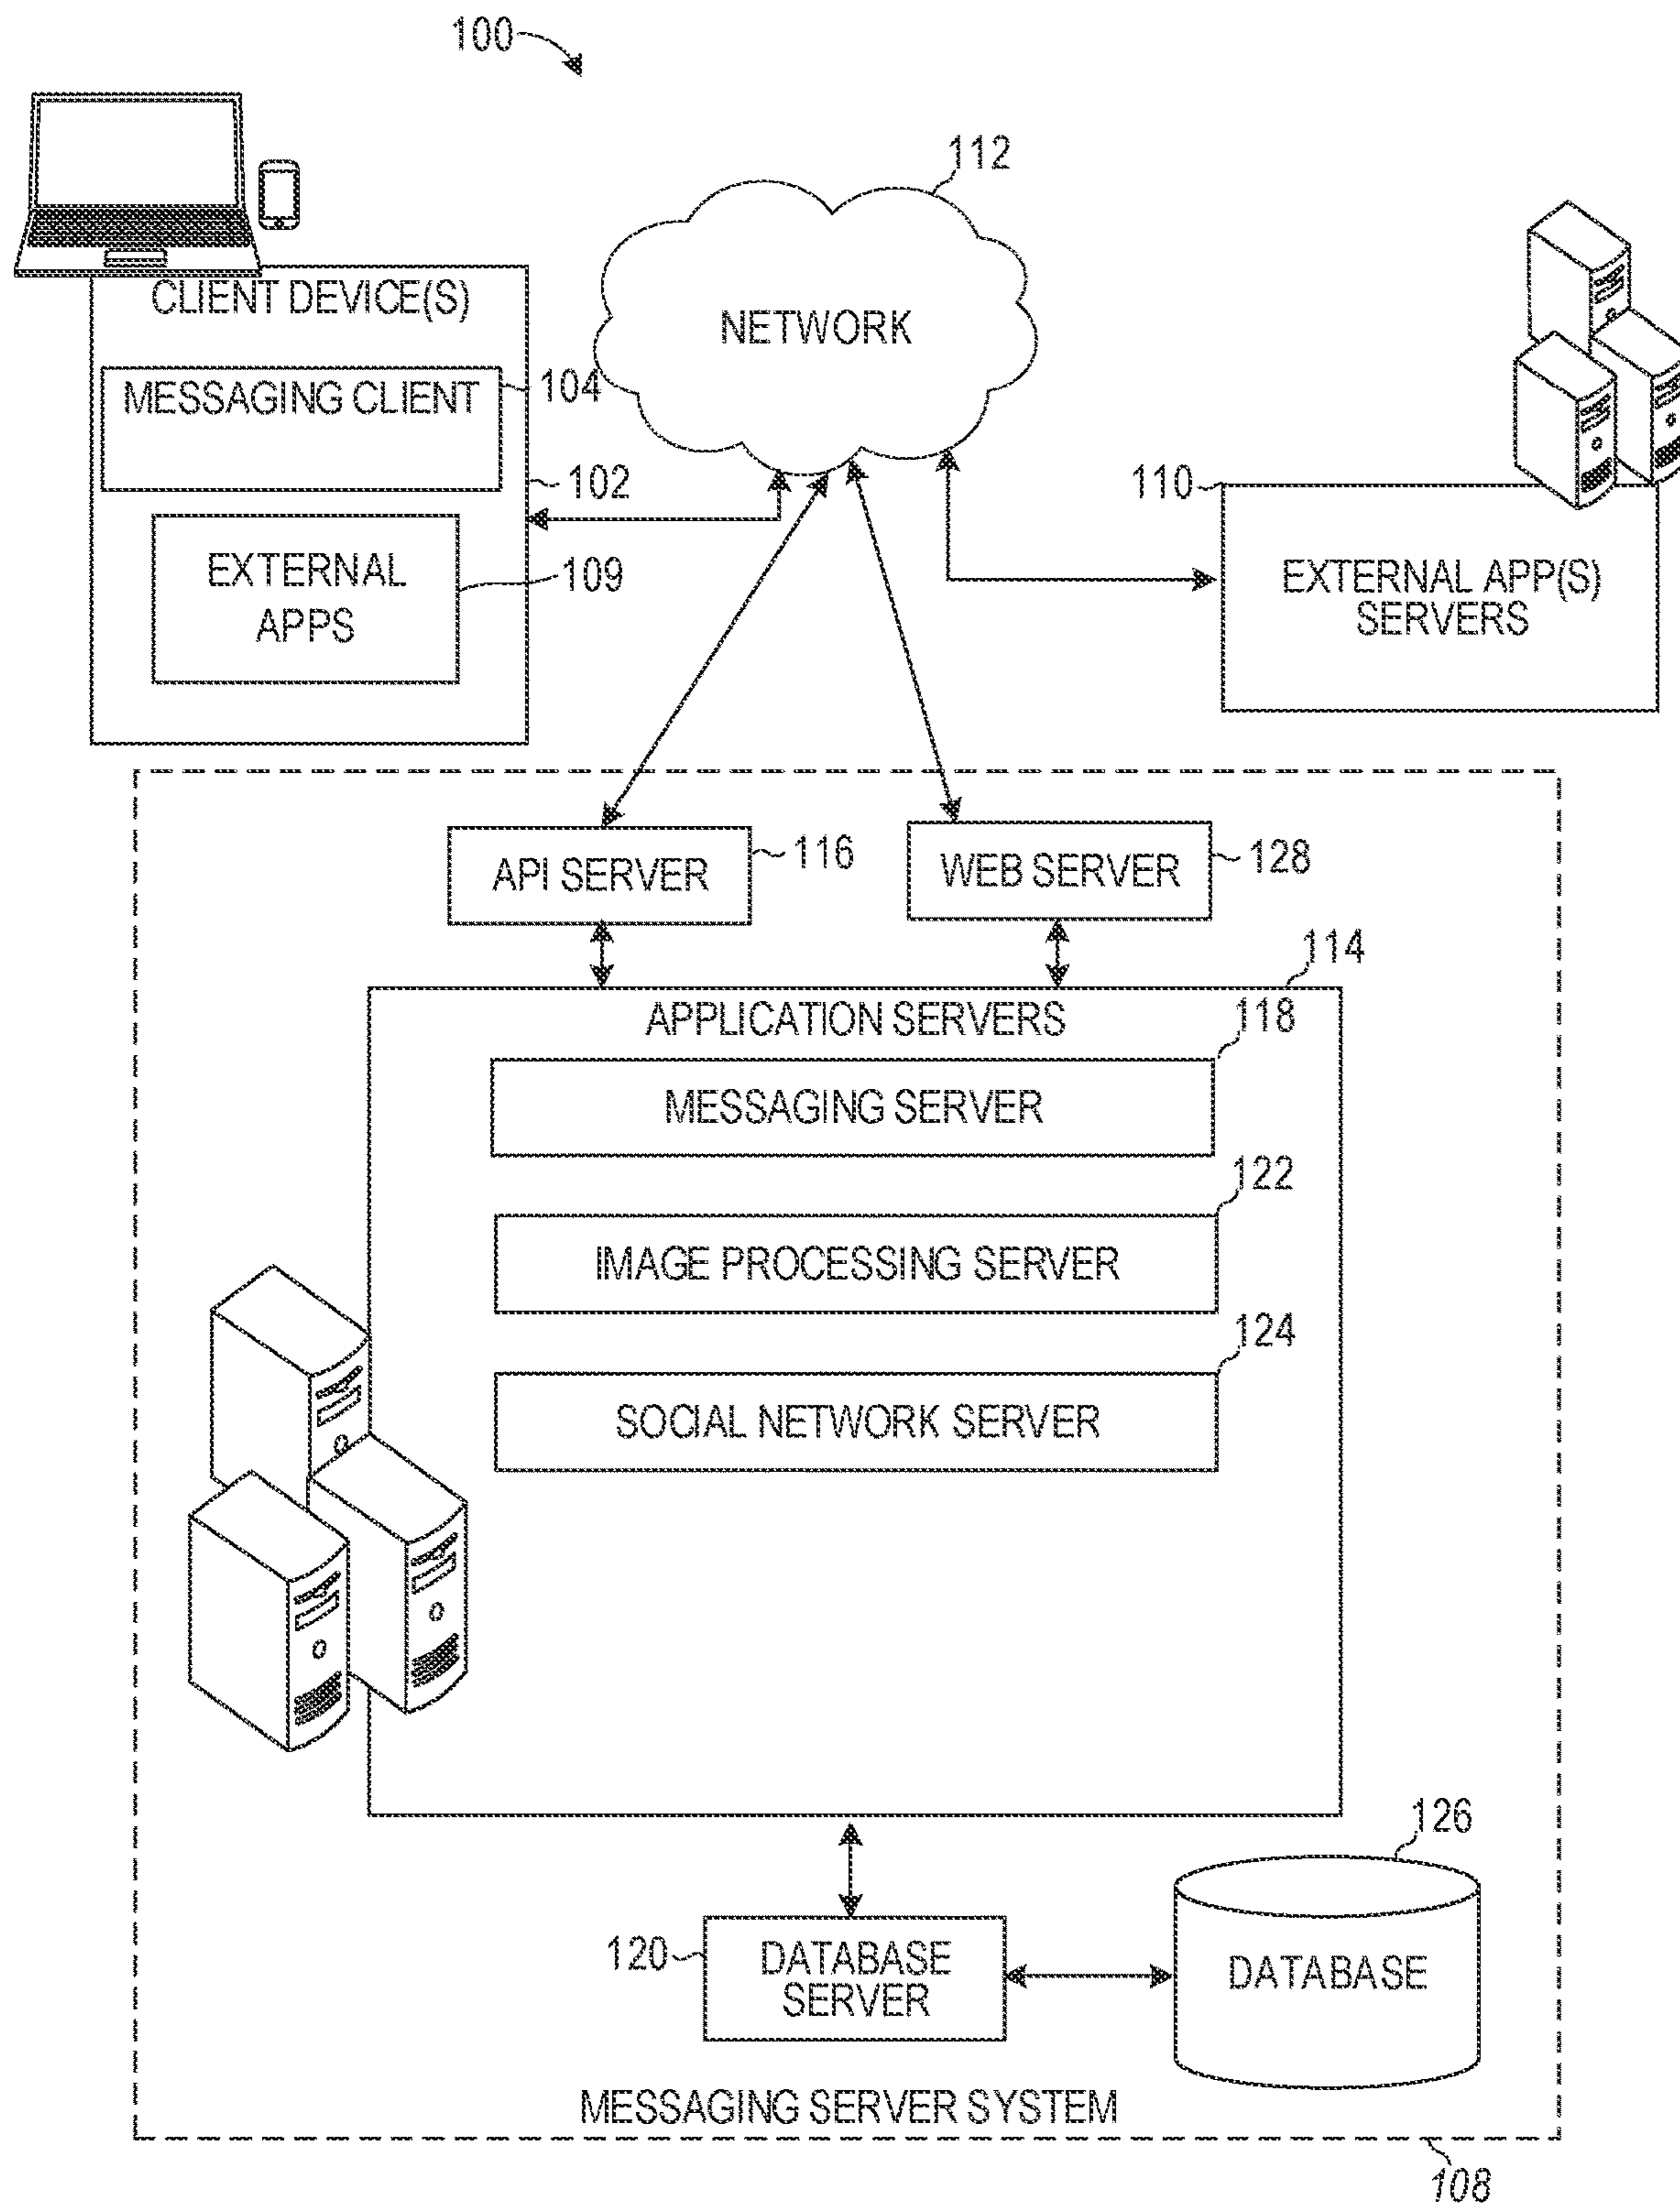 100
112
CLIENT DEVICE(S)
NETWORK
MESSAGING CLIENT
104
102
110
EXTERNAL
APPS
109
EXTERNAL APP(S)
SERVERS
API SERVER
116
WEB SERVER
128
114
APPLICATION SERVERS
118
MESSAGING SERVER
122
IMAGE PROCESSING SERVER
124
SOCIAL NETWORK SERVER
126
120
DATABASE
SERVER
DATABASE
MESSAGING SERVER SYSTEM
108